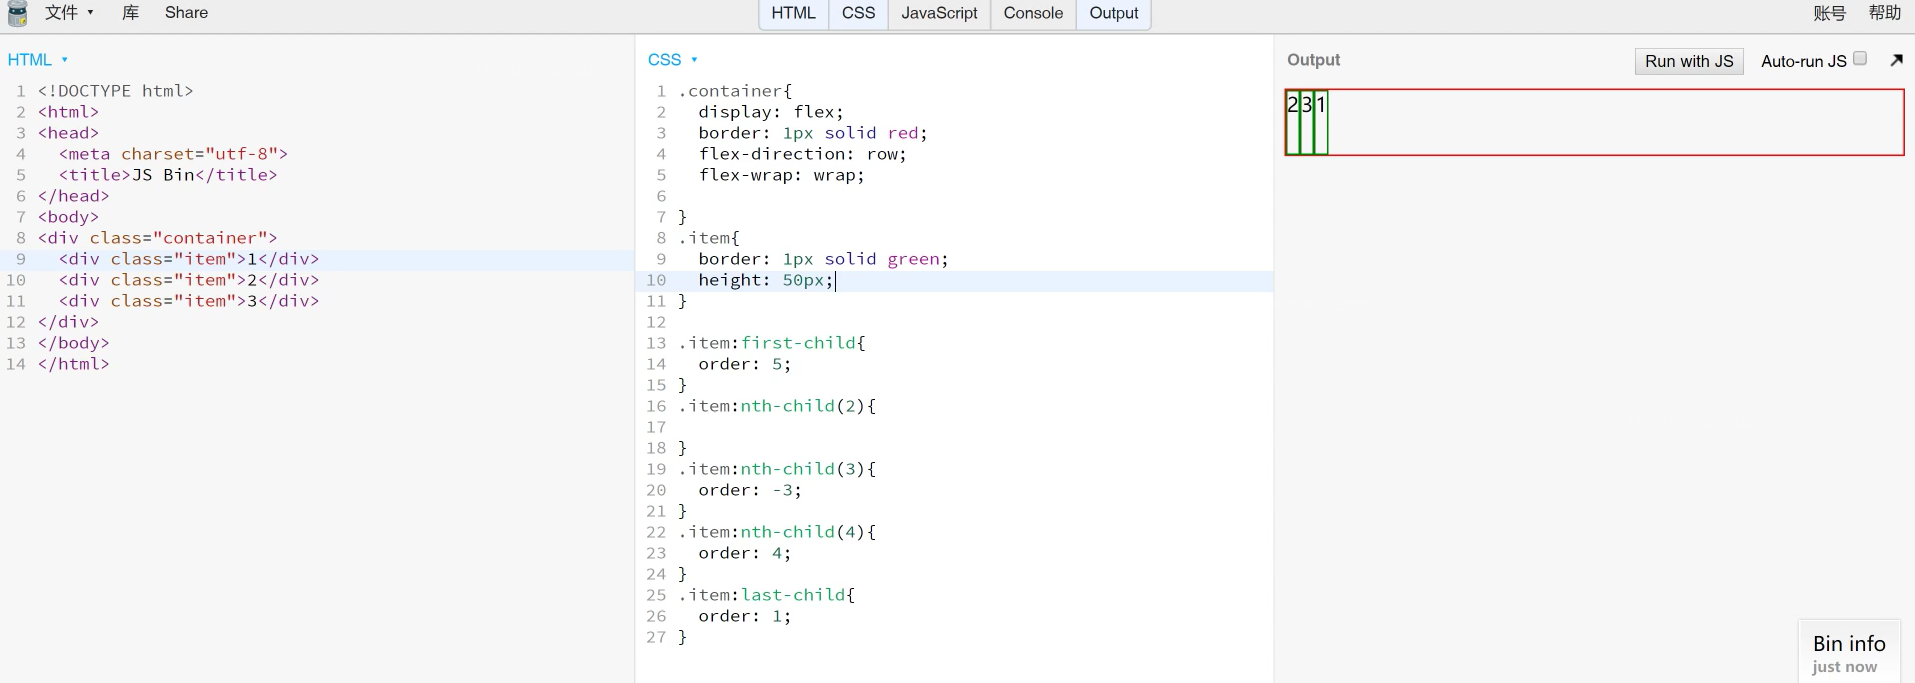 文件 ▾ 库 Share HTML CSS JavaScript Console Output 账号 帮助
HTML ▾
1 <!DOCTYPE html>
2 <html>
3 <head>
4   <meta charset="utf-8">
5   <title>JS Bin</title>
6 </head>
7 <body>
8 <div class="container">
9   <div class="item">1</div>
10   <div class="item">2</div>
11   <div class="item">3</div>
12 </div>
13 </body>
14 </html>
CSS ▾
1 .container{
2   display: flex;
3   border: 1px solid red;
4   flex-direction: row;
5   flex-wrap: wrap;
6
7 }
8 .item{
9   border: 1px solid green;
10   height: 50px;
11 }
12
13 .item:first-child{
14   order: 5;
15 }
16 .item:nth-child(2){
17
18 }
19 .item:nth-child(3){
20   order: -3;
21 }
22 .item:nth-child(4){
23   order: 4;
24 }
25 .item:last-child{
26   order: 1;
27 }
Output Run with JS Auto-run JS
231
Bin info
just now